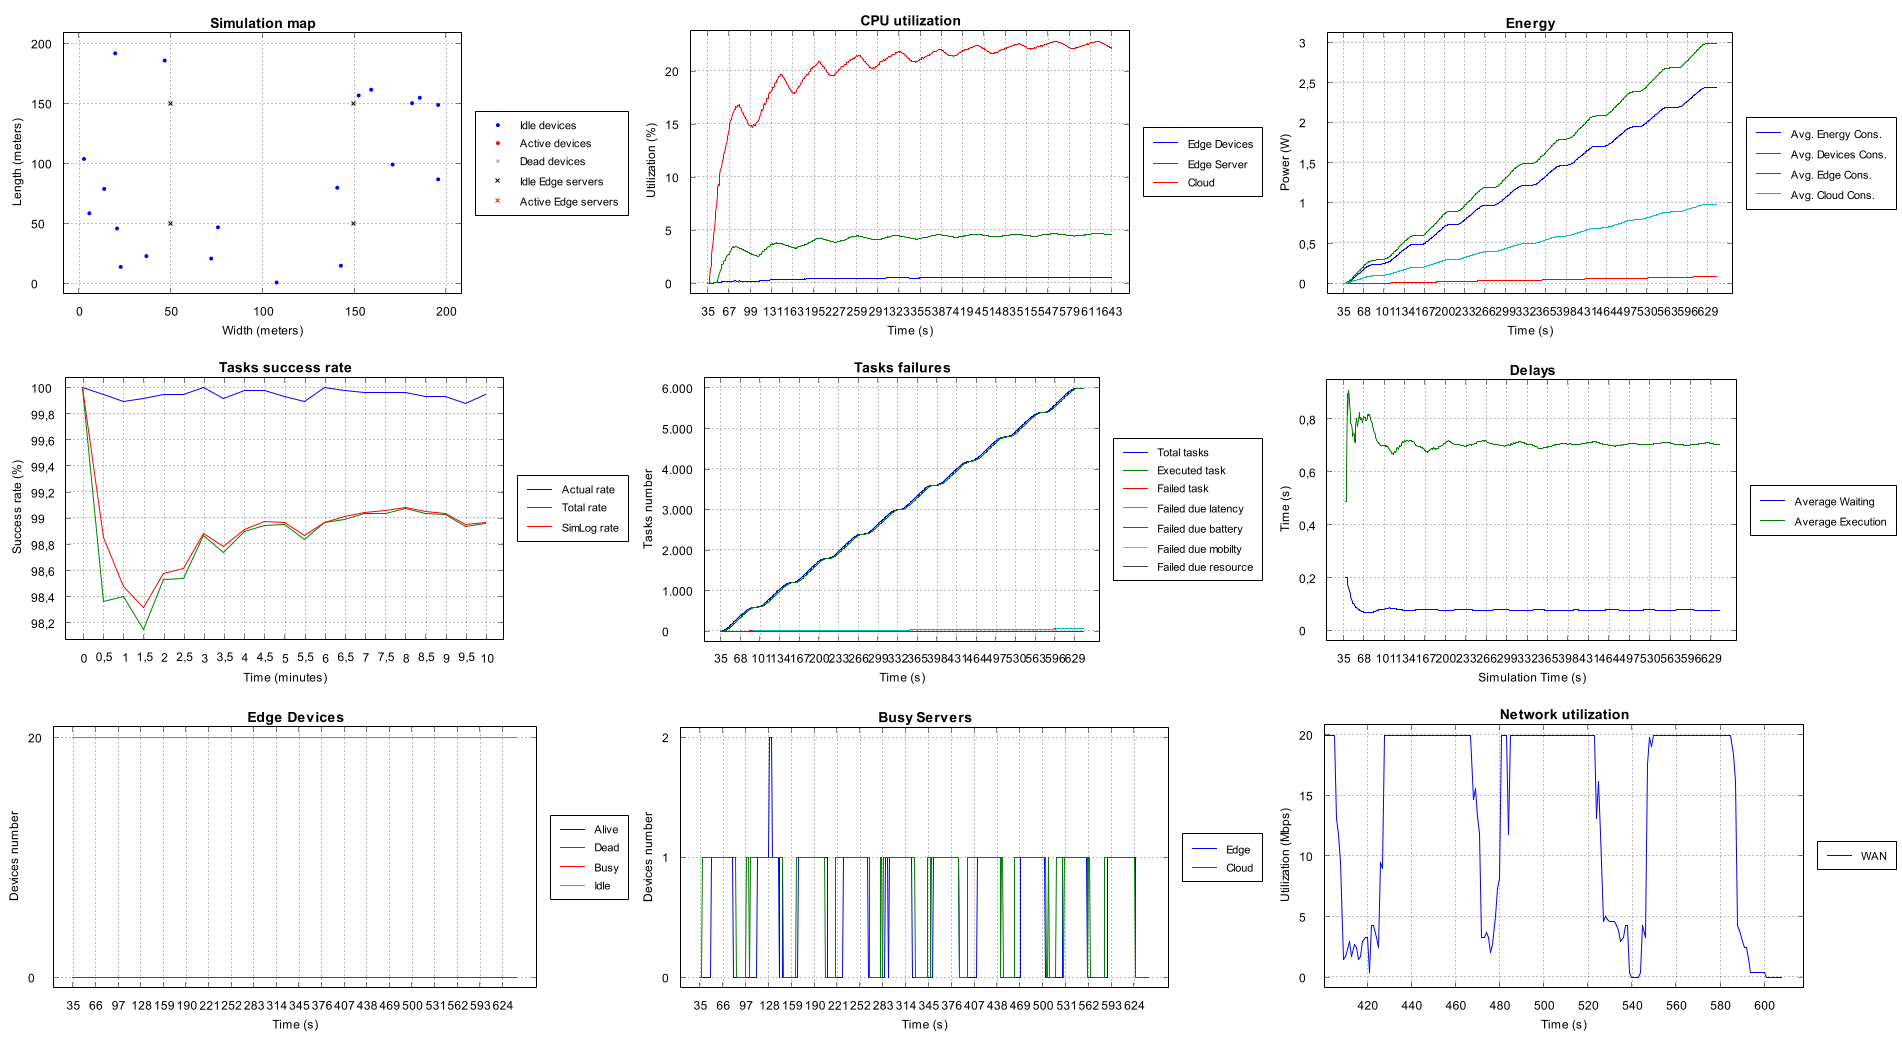 Simulation map
200
150
100
50
0
0
50
100
150
200
Length (meters)
Width (meters)
Idle devices
Active devices
Dead devices
Idle Edge servers
Active Edge servers
CPU utilization
20
15
10
5
0
Utilization (%)
35 67 99
Time (s)
Edge Devices
Edge Server
Cloud
Energy
3
2,5
2
1,5
1
0,5
0
Power (W)
35 68
Time (s)
Avg. Energy Cons.
Avg. Devices Cons.
Avg. Edge Cons.
Avg. Cloud Cons.
Tasks success rate
100
99,8
99,6
99,4
99,2
99
98,8
98,6
98,4
98,2
Success rate (%)
0 0,5 1 1,5 2 2,5 3 3,5 4 4,5 5 5,5 6 6,5 7 7,5 8 8,5 9 9,5 10
Time (minutes)
Actual rate
Total rate
SimLog rate
Tasks failures
6.000
5.000
4.000
3.000
2.000
1.000
0
Tasks number
35 68
Time (s)
Total tasks
Executed task
Failed task
Failed due latency
Failed due battery
Failed due mobilty
Failed due resource
Delays
0,8
0,6
0,4
0,2
0
Time (s)
35 68
Simulation Time (s)
Average Waiting
Average Execution
Edge Devices
20
0
Devices number
35 66 97 128 159 190 221 252 283 314 345 376 407 438 469 500 531 562 593 624
Time (s)
Alive
Dead
Busy
Idle
Busy Servers
2
1
0
Devices number
35 66 97 128 159 190 221 252 283 314 345 376 407 438 469 500 531 562 593 624
Time (s)
Edge
Cloud
Network utilization
20
15
10
5
0
Utilization (Mbps)
420 440 460 480 500 520 540 560 580 600
Time (s)
WAN